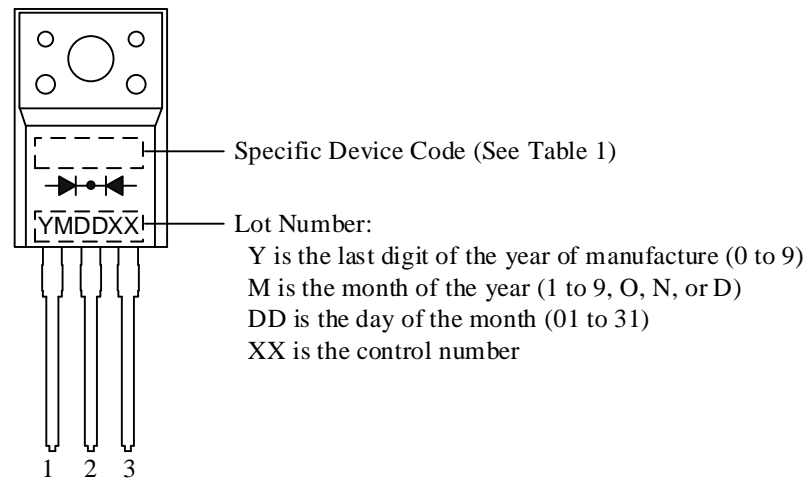 Specific Device Code (See Table 1)
YMDDXX
Lot Number:
Y is the last digit of the year of manufacture (0 to 9)
M is the month of the year (1 to 9, O, N, or D)
DD is the day of the month (01 to 31)
XX is the control number
1 2 3